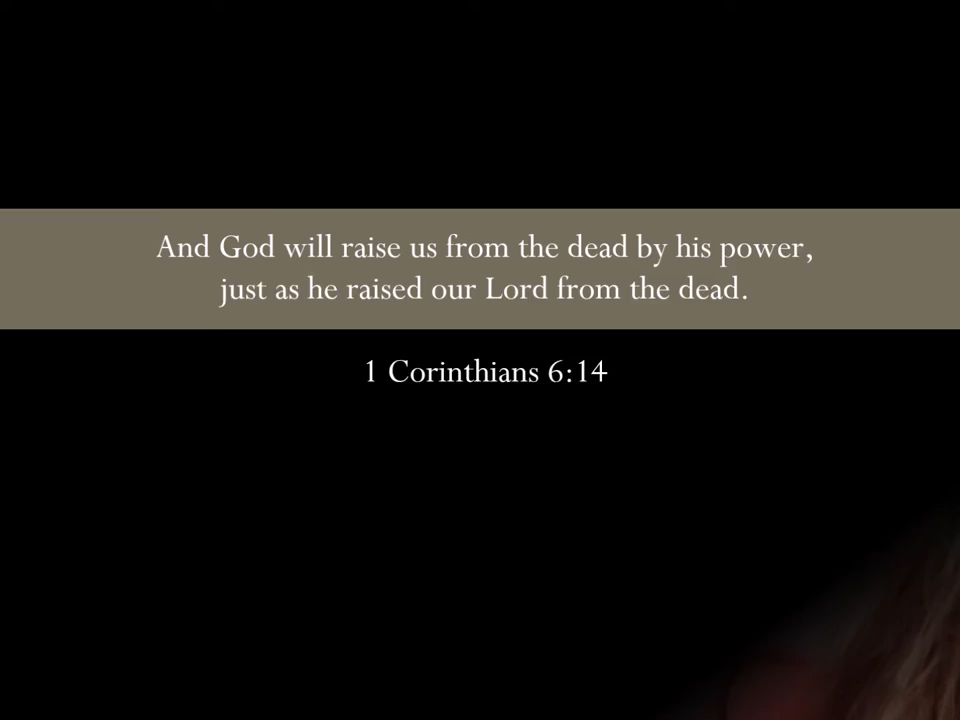 And God will raise us from the dead by his power,
just as he raised our Lord from the dead.
1 Corinthians 6:14